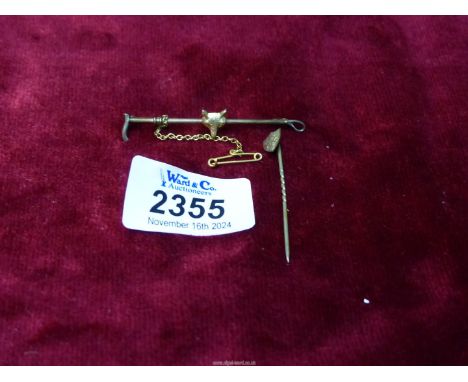 Ward & Co.
Auctioneers
2355
November 16th 2024